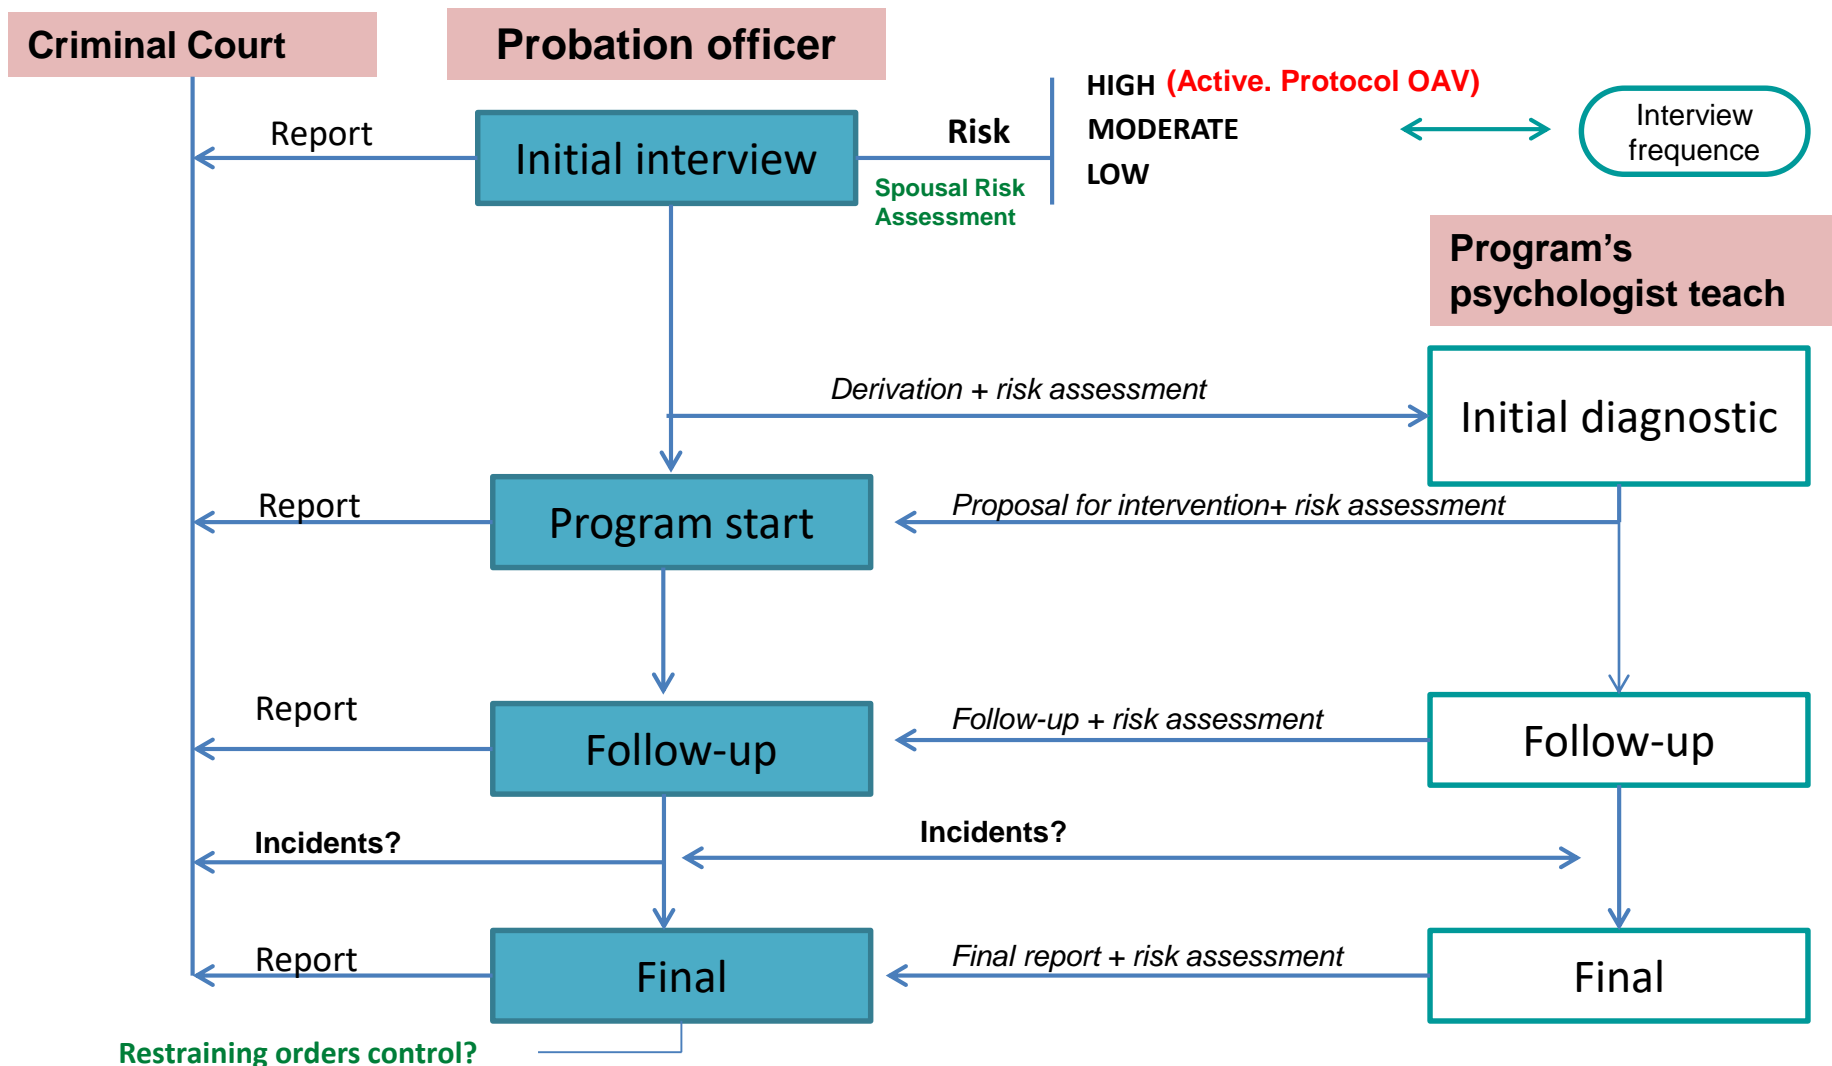 Criminal Court
Probation officer
HIGH (Active. Protocol OAV)
MODERATE
LOW
Interview
frequence
Report
Initial interview
Risk
Spousal Risk
Assessment
Program’s
psychologist teach
Derivation + risk assessment
Initial diagnostic
Report
Program start
Proposal for intervention+ risk assessment
Report
Follow-up
Follow-up + risk assessment
Follow-up
Incidents?
Incidents?
Report
Final
Final report + risk assessment
Final
Restraining orders control?